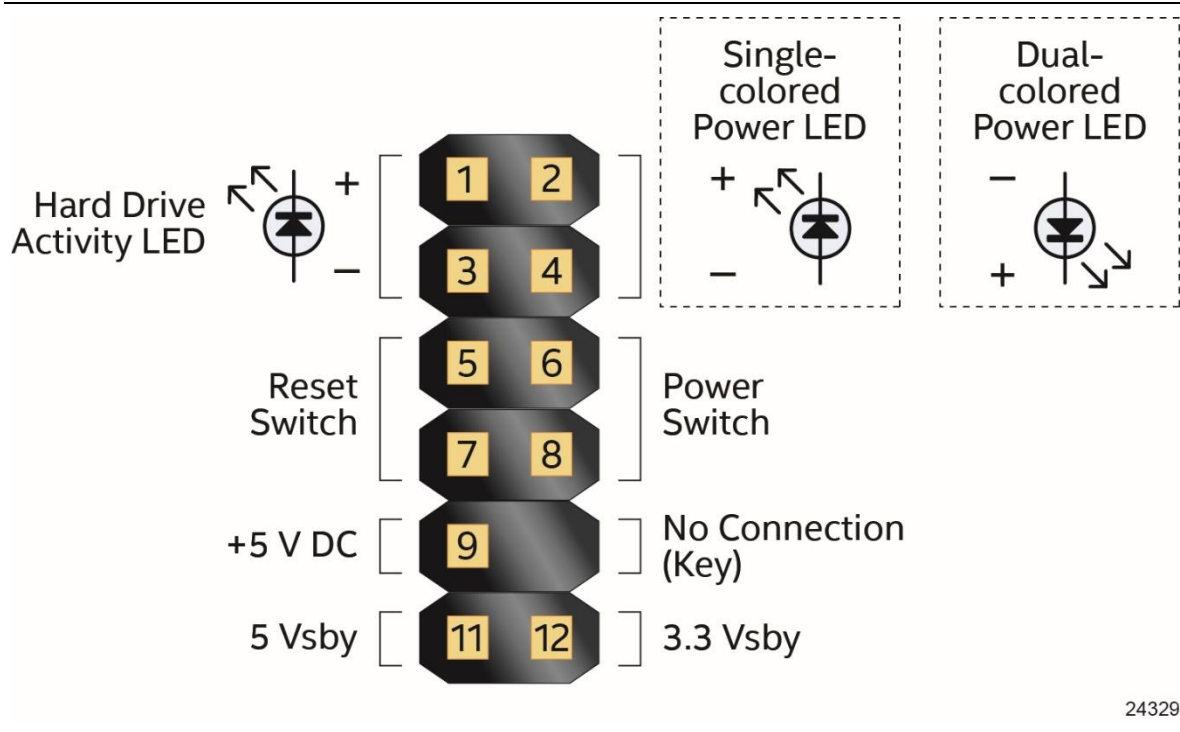 Single-
colored
Power LED
Dual-
colored
Power LED
Hard Drive
Activity LED
+
−
1 2
3 4
+
−
−
+
Reset
Switch
5 6
7 8
Power
Switch
+5 V DC
9
No Connection
(Key)
5 Vsby
11 12
3.3 Vsby
24329